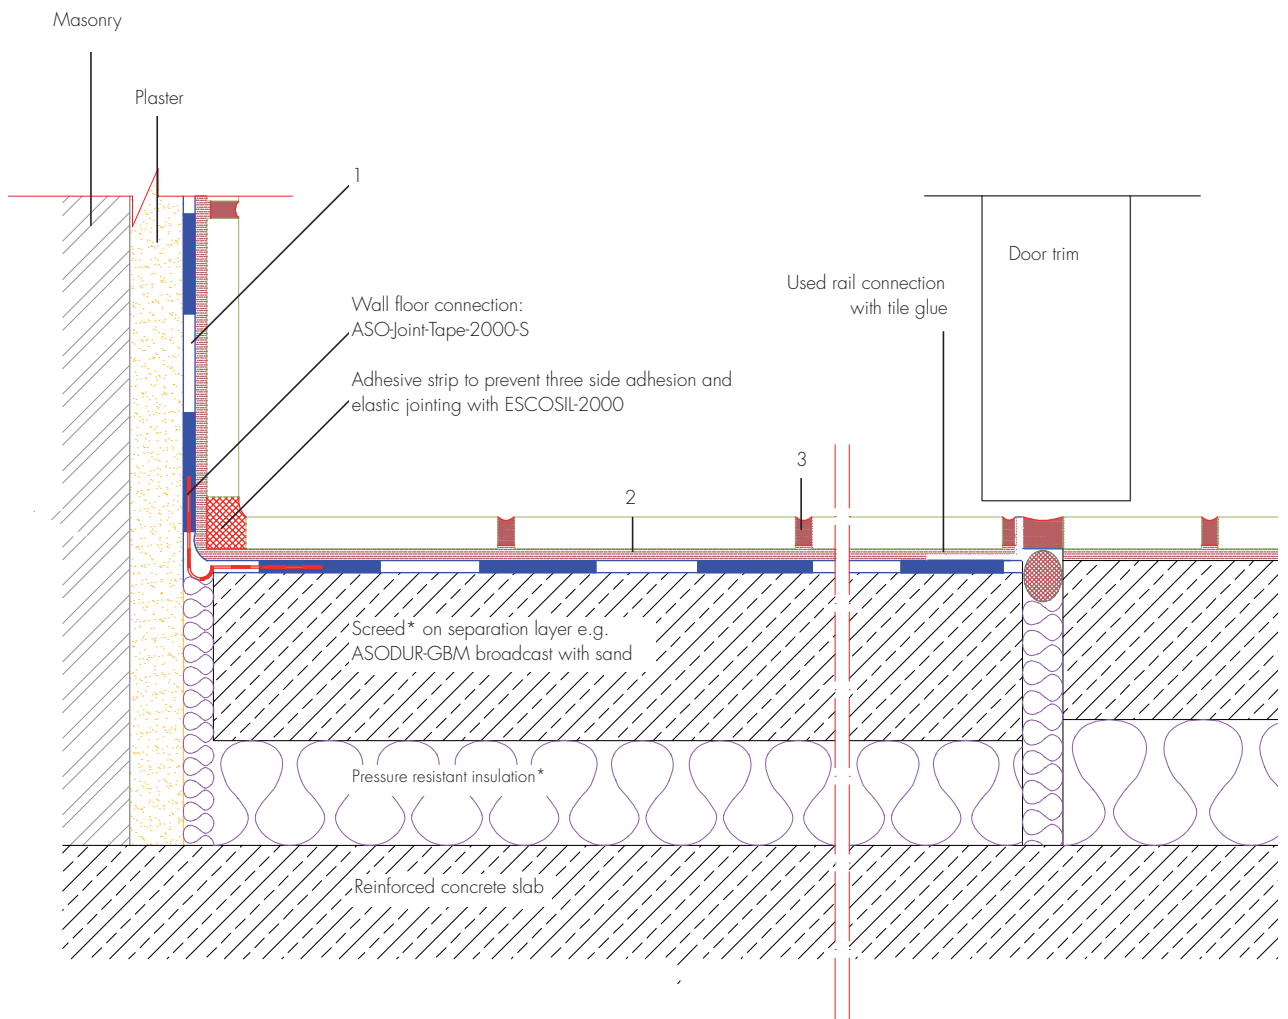 Masonry
Plaster
1
Wall floor connection:
ASO-Joint-Tape-2000-S
Adhesive strip to prevent three side adhesion and
elastic jointing with ESCOSIL-2000
2
3
Used rail connection
with tile glue
Door trim
Screed* on separation layer e.g.
ASODUR-GBM broadcast with sand
Pressure resistant insulation*
Reinforced concrete slab